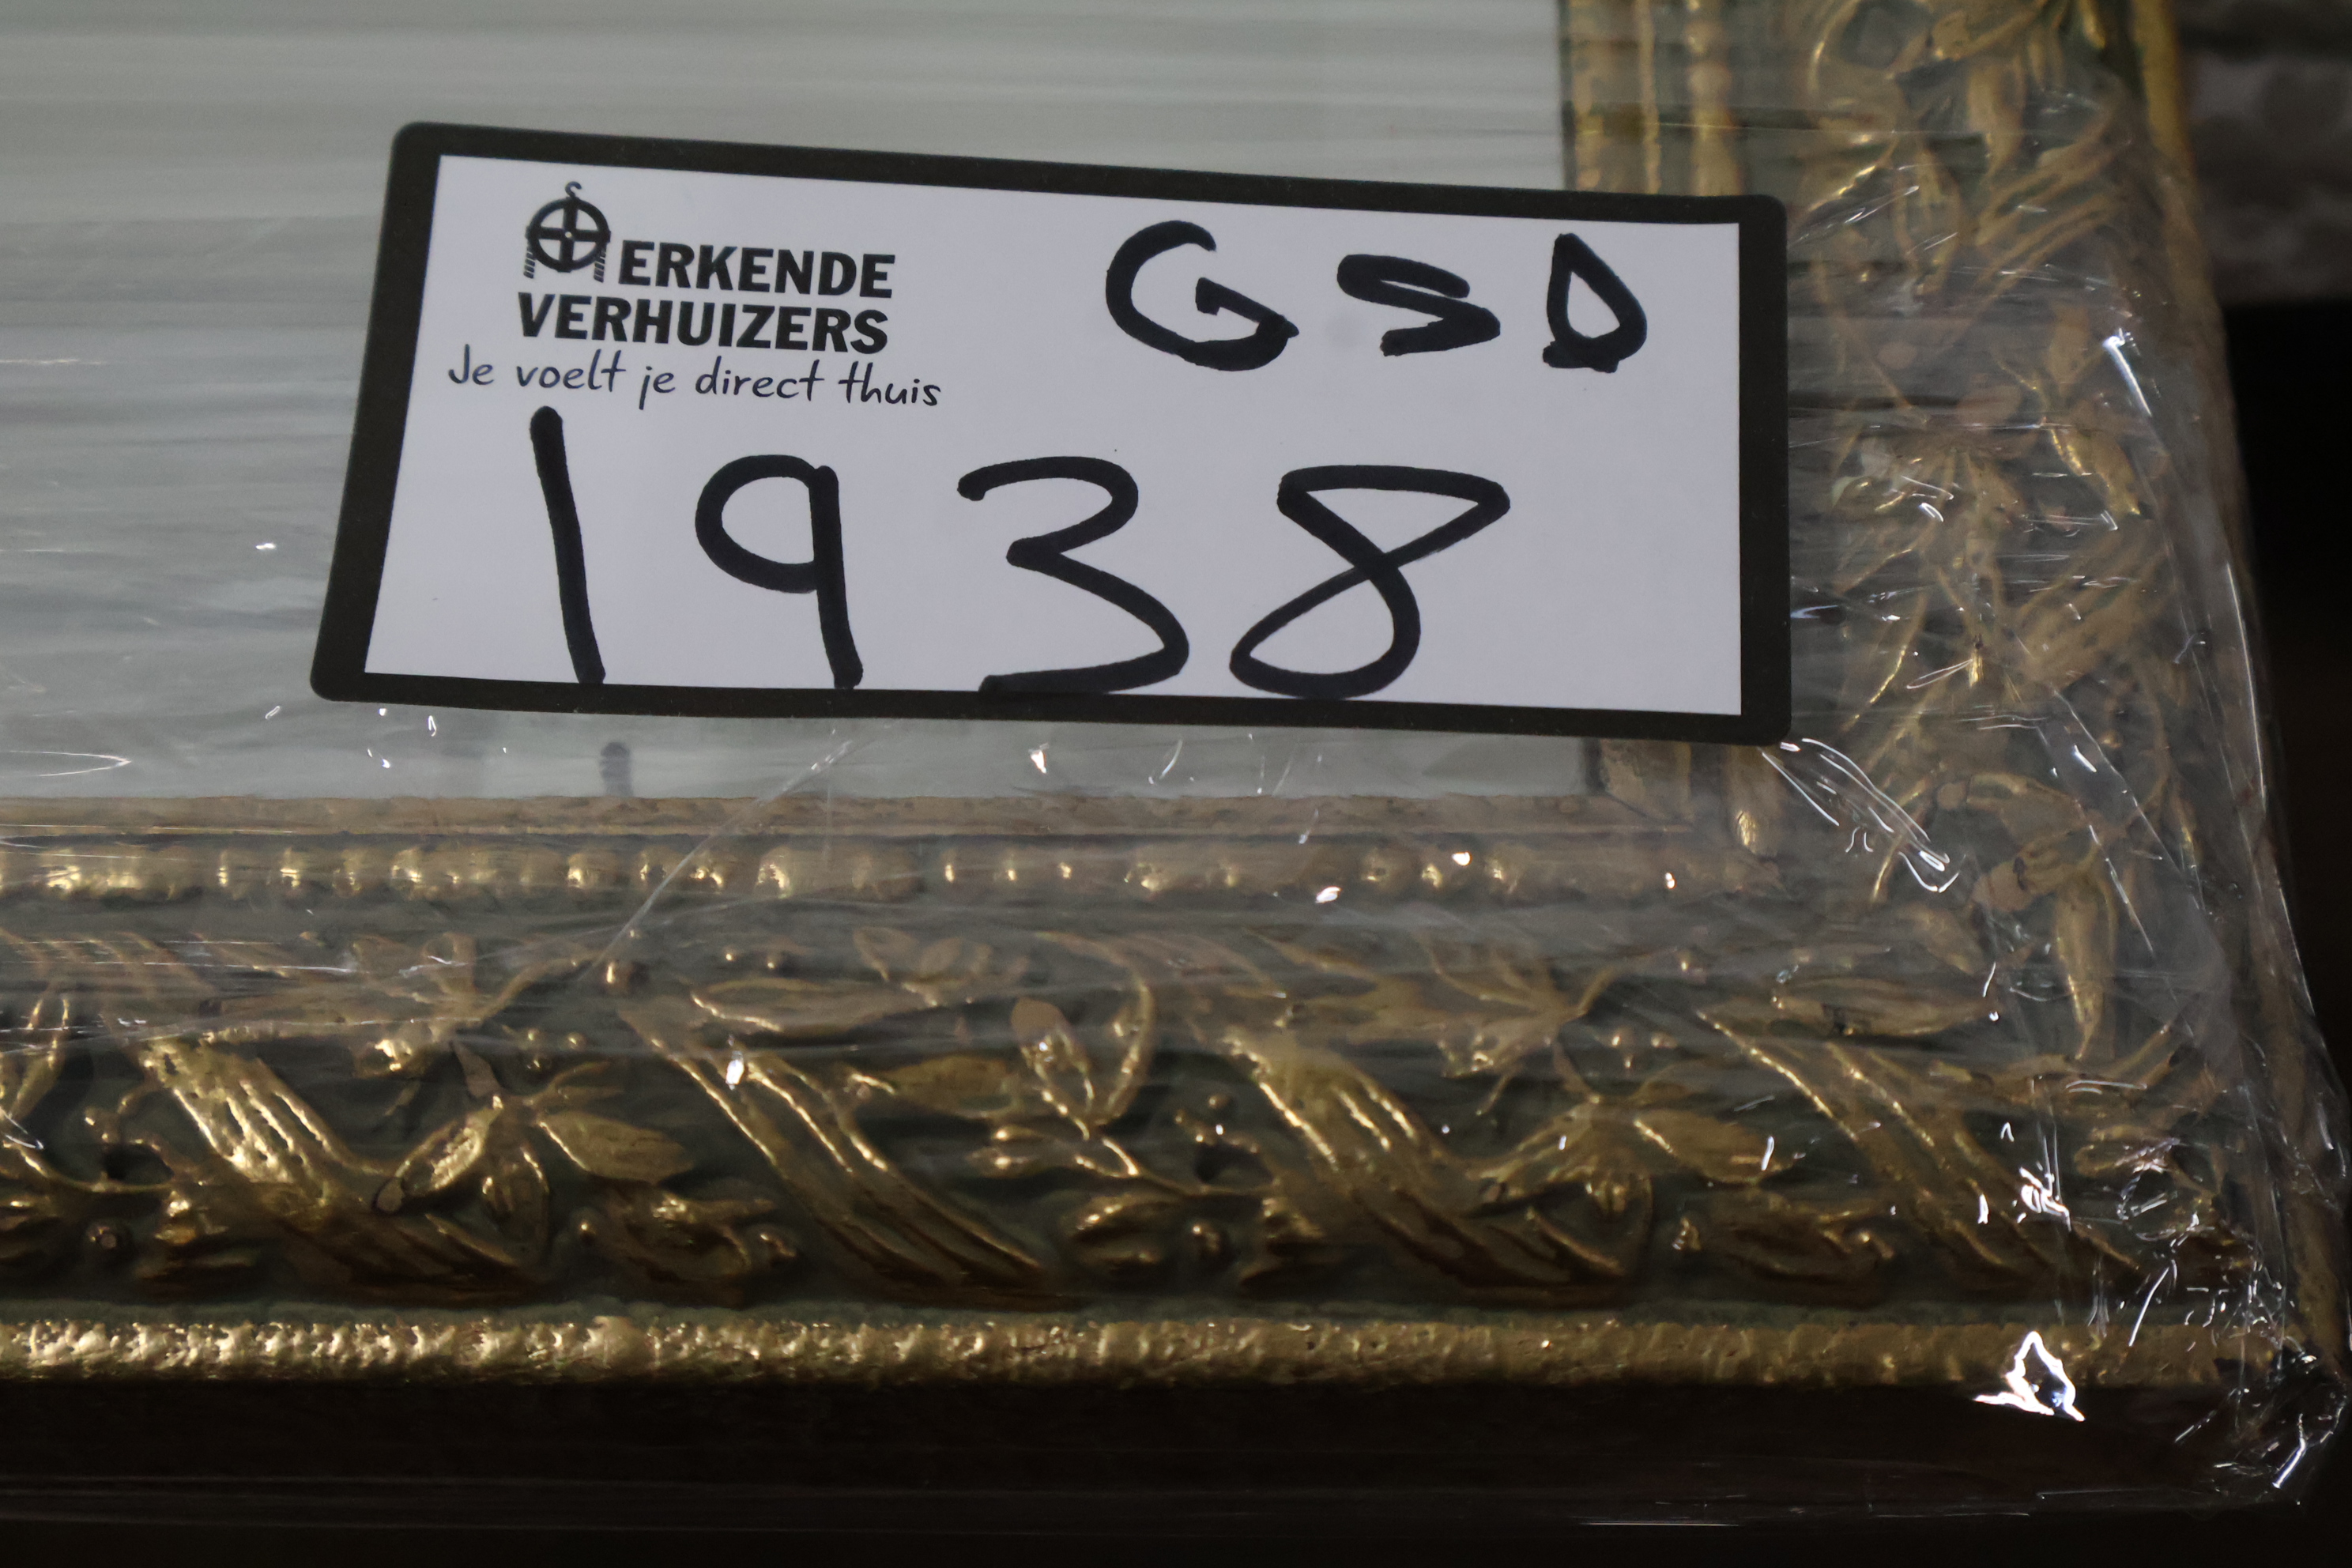 ERKENDE
VERHUIZERS
Je voelt je direct thuis
GSD
1938